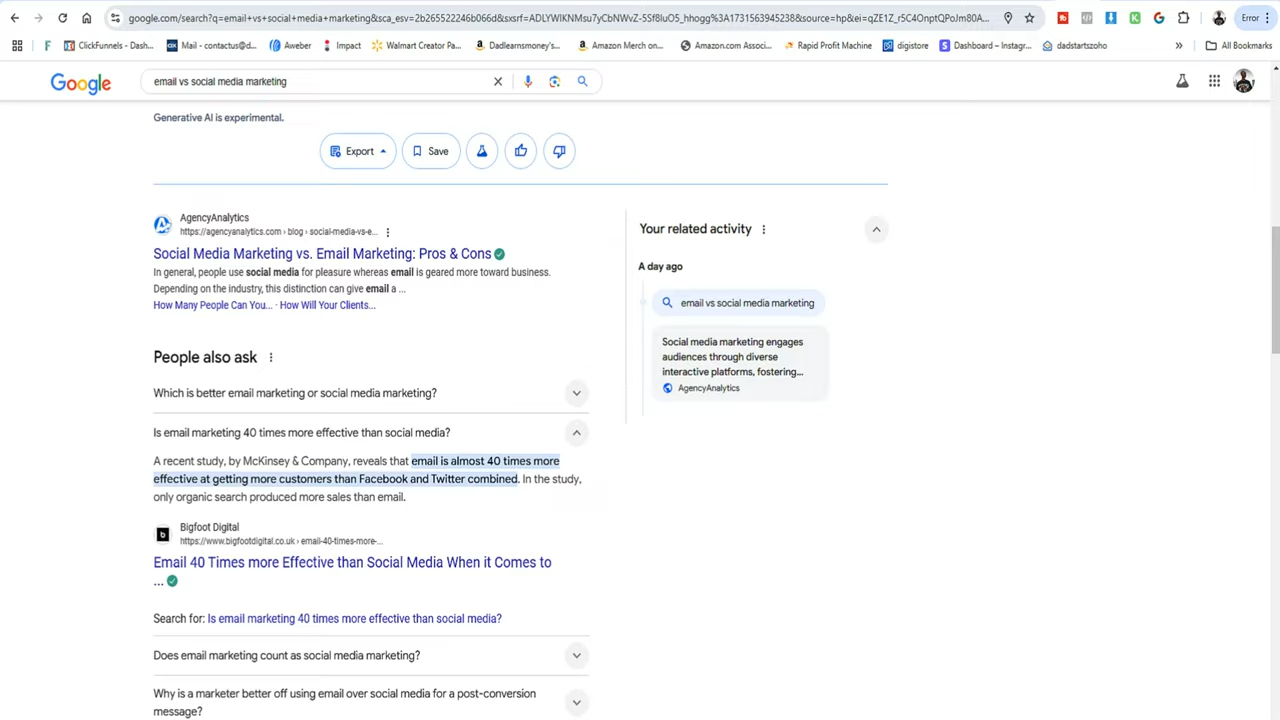 google.com/search?q=email+vs+social+media+marketing&sca_esv=2b265522246b066d&sxsrf=ADLYWIKNMsu7yCbNWvZ-5Sf8luO5_hhogg%3A1731563945238&source=hp&ei=qZE1Z_r5C4OnptQPoJm80A...
Error
F
ClickFunnels - Dash...
Mail - contactus@d...
Aweber
Impact
Walmart Creator Pa...
Dadlearnsmoney's...
Amazon Merch on...
Amazon.com Associ...
Rapid Profit Machine
digistore
Dashboard – Instagr...
dadstartszoho
»
All Bookmarks
Google
email vs social media marketing
Generative AI is experimental.
Export
Save
AgencyAnalytics
https://agencyanalytics.com › blog › social-media-vs-e...
Social Media Marketing vs. Email Marketing: Pros & Cons
In general, people use social media for pleasure whereas email is geared more toward business.
Depending on the industry, this distinction can give email a ...
How Many People Can You... · How Will Your Clients...
Your related activity
A day ago
email vs social media marketing
Social media marketing engages
audiences through diverse
interactive platforms, fostering...
AgencyAnalytics
People also ask
Which is better email marketing or social media marketing?
Is email marketing 40 times more effective than social media?
A recent study, by McKinsey & Company, reveals that email is almost 40 times more
effective at getting more customers than Facebook and Twitter combined. In the study,
only organic search produced more sales than email.
Bigfoot Digital
https://www.bigfootdigital.co.uk › email-40-times-more-...
Email 40 Times more Effective than Social Media When it Comes to
...
Search for: Is email marketing 40 times more effective than social media?
Does email marketing count as social media marketing?
Why is a marketer better off using email over social media for a post-conversion
message?